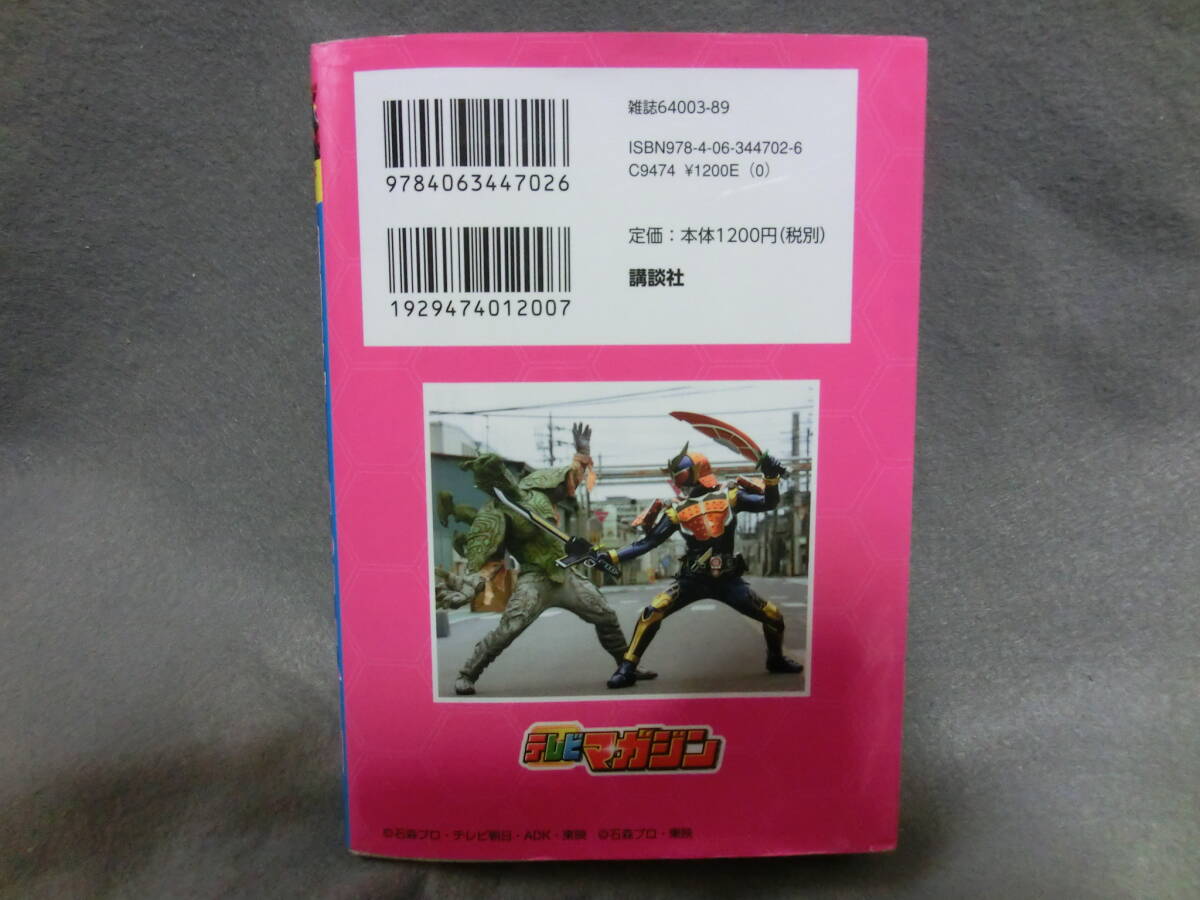 雑誌64003-89
ISBN978-4-06-344702-6
C9474 ¥1200E (0)
9784063447026
定価：本体1200円(税別)
講談社
1929474012007
テレビマガジン
©石森プロ・テレビ朝日・ADK・東映 ©石森プロ・東映